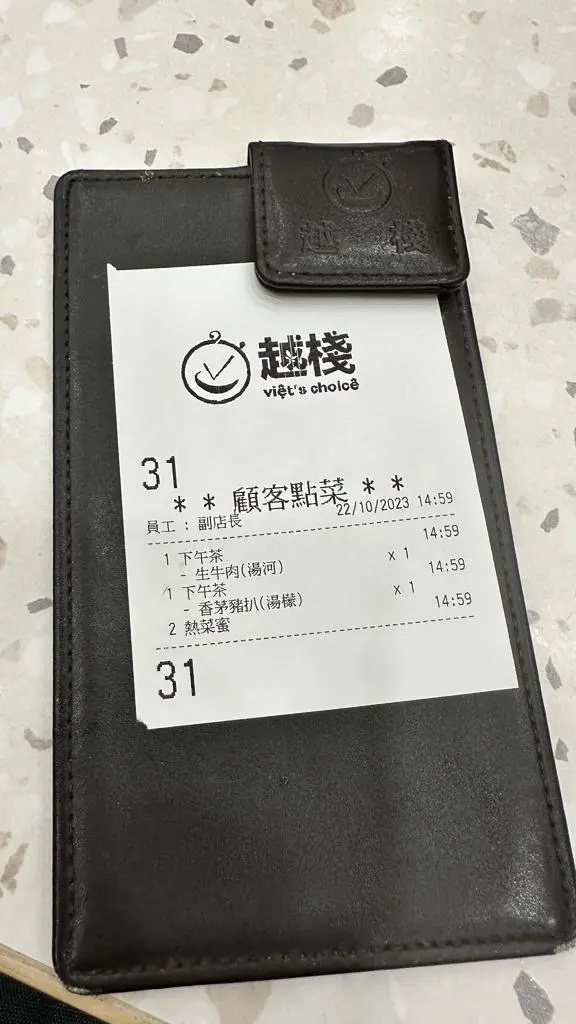 越棧
越棧
việt's choicê
31
* * 顧客點菜 * *
員工 : 副店長 22/10/2023 14:59
1 下午茶 14:59
- 生牛肉(湯河) x 1
1 下午茶 14:59
- 香茅豬扒(湯檬) x 1
2 熱菜蜜 14:59
31